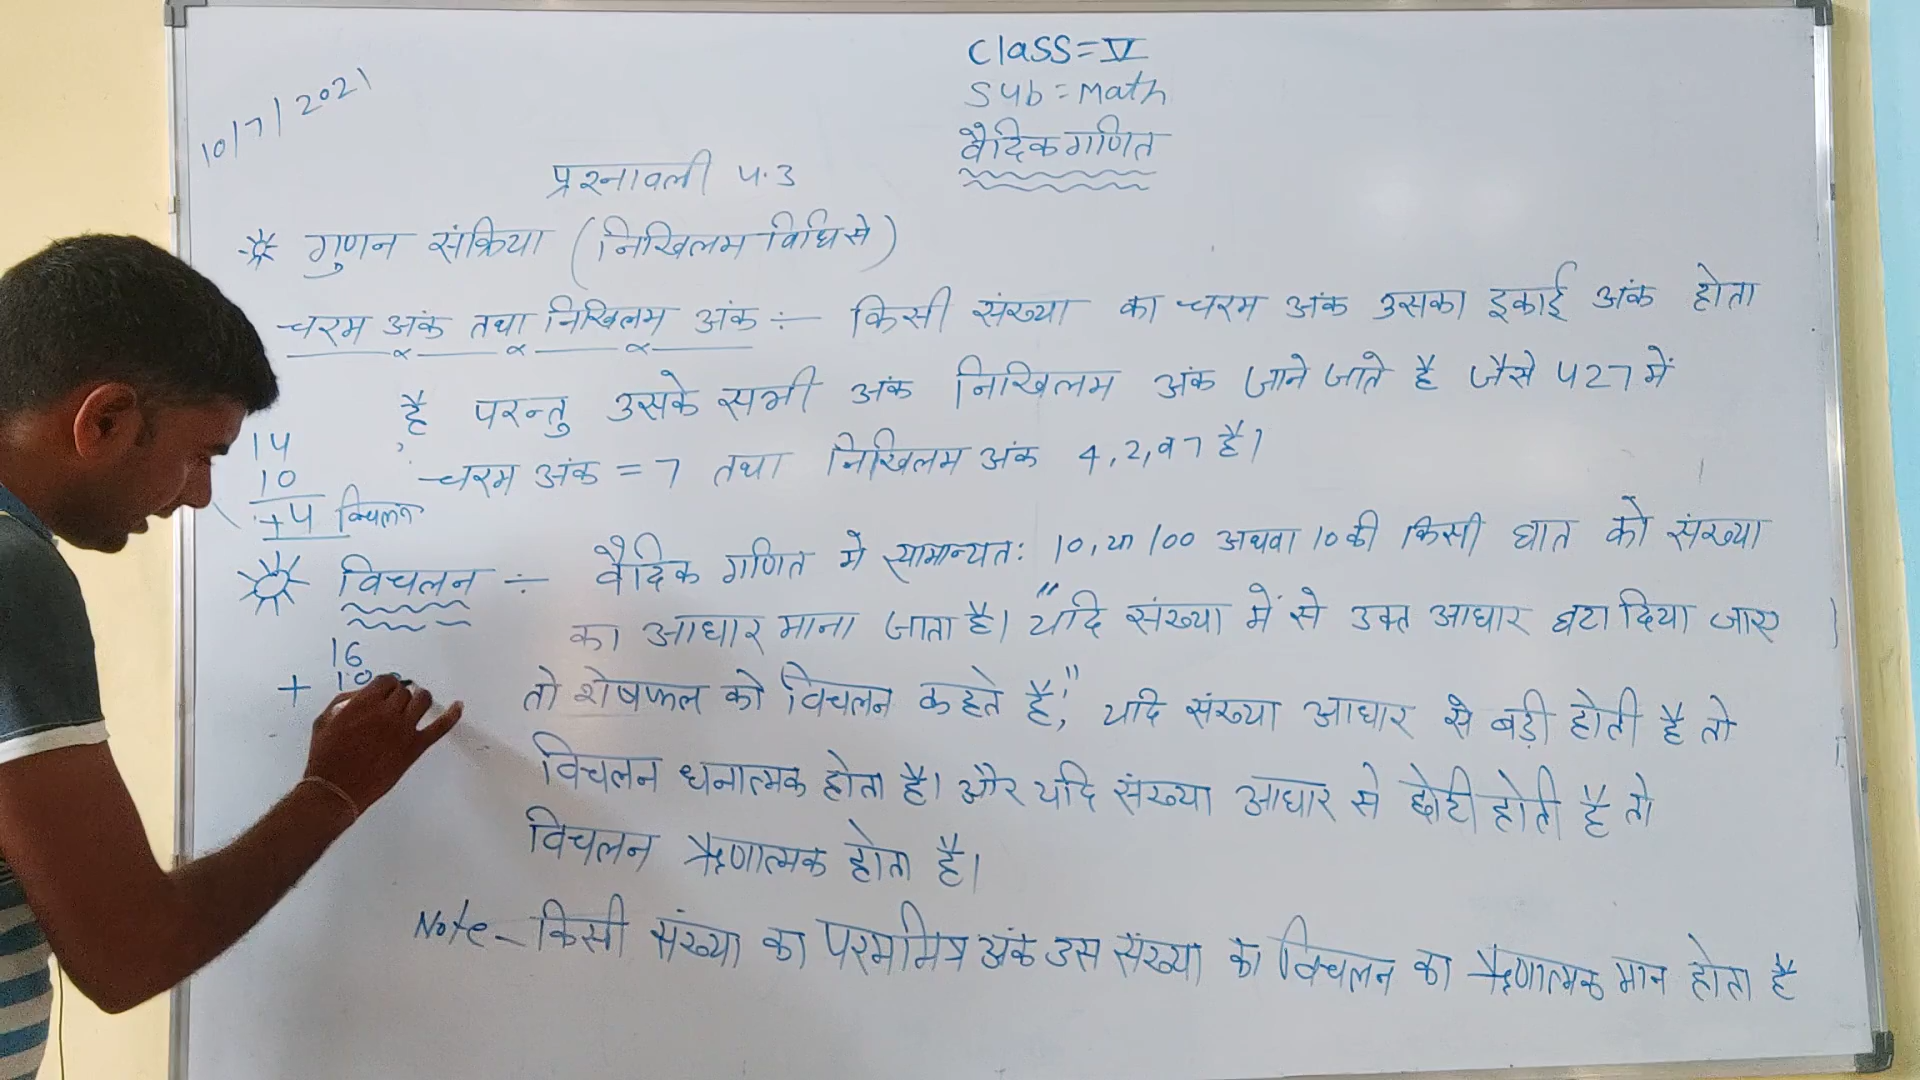 Class = V
Sub = Math
वैदिक गणित
10/7/2021
प्रश्नावली 4.3
गुणन संक्रिया (निखिलम विधि से)
चरम अंक तथा निखिलम अंक :- किसी संख्या का चरम अंक उसका इकाई अंक होता
है परन्तु उसके सभी अंक निखिलम अंक जाने जाते है जैसे 427 में
चरम अंक = 7 तथा निखिलम अंक 4, 2, व 7 है।
14
10
+4 विचलन
विचलन :- वैदिक गणित मे सामान्यत: 10, या 100 अथवा 10 की किसी घात को संख्या
का आधार माना जाता है। "यदि संख्या में से उक्त आधार घटा दिया जाए
तो शेषफल को विचलन कहते है," यदि संख्या आधार से बड़ी होती है तो
विचलन धनात्मक होता है। और यदि संख्या आधार से छोटी होती है तो
विचलन ऋणात्मक होता है।
16
+ 10
Note - किसी संख्या का परममित्र अंक उस संख्या का विचलन का ऋणात्मक मान होता है